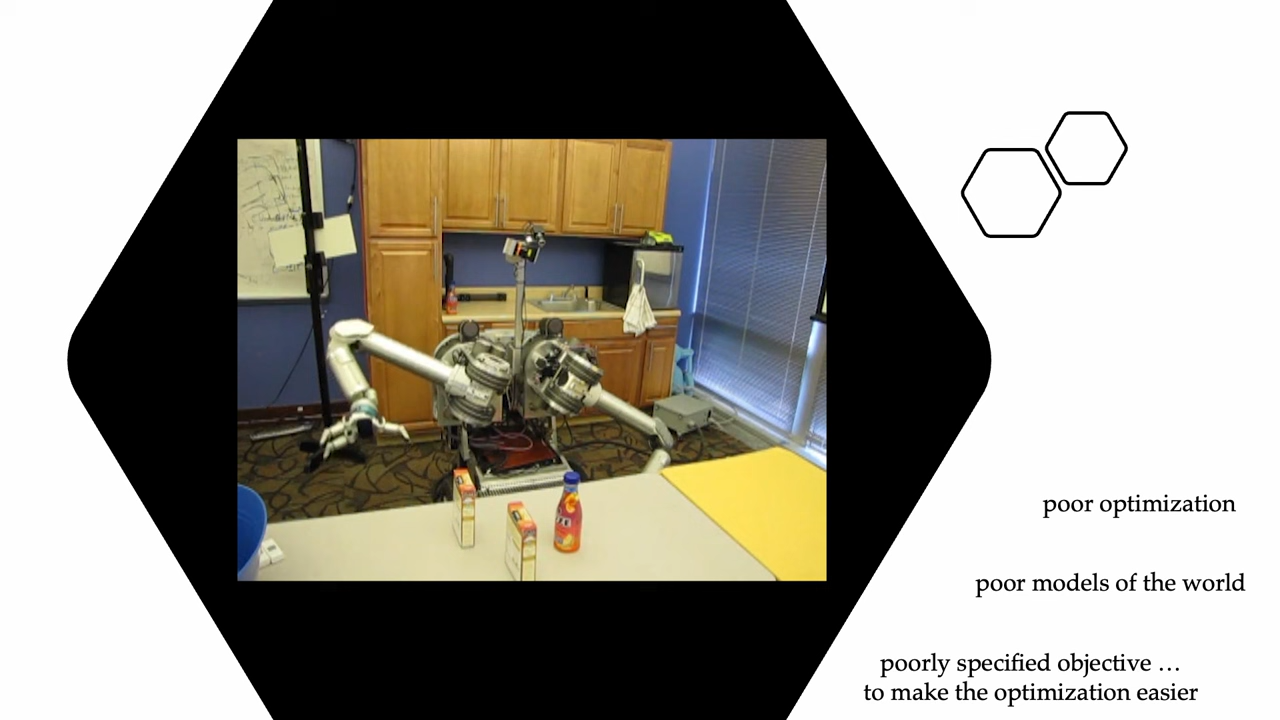 poor optimization
poor models of the world
poorly specified objective …
to make the optimization easier